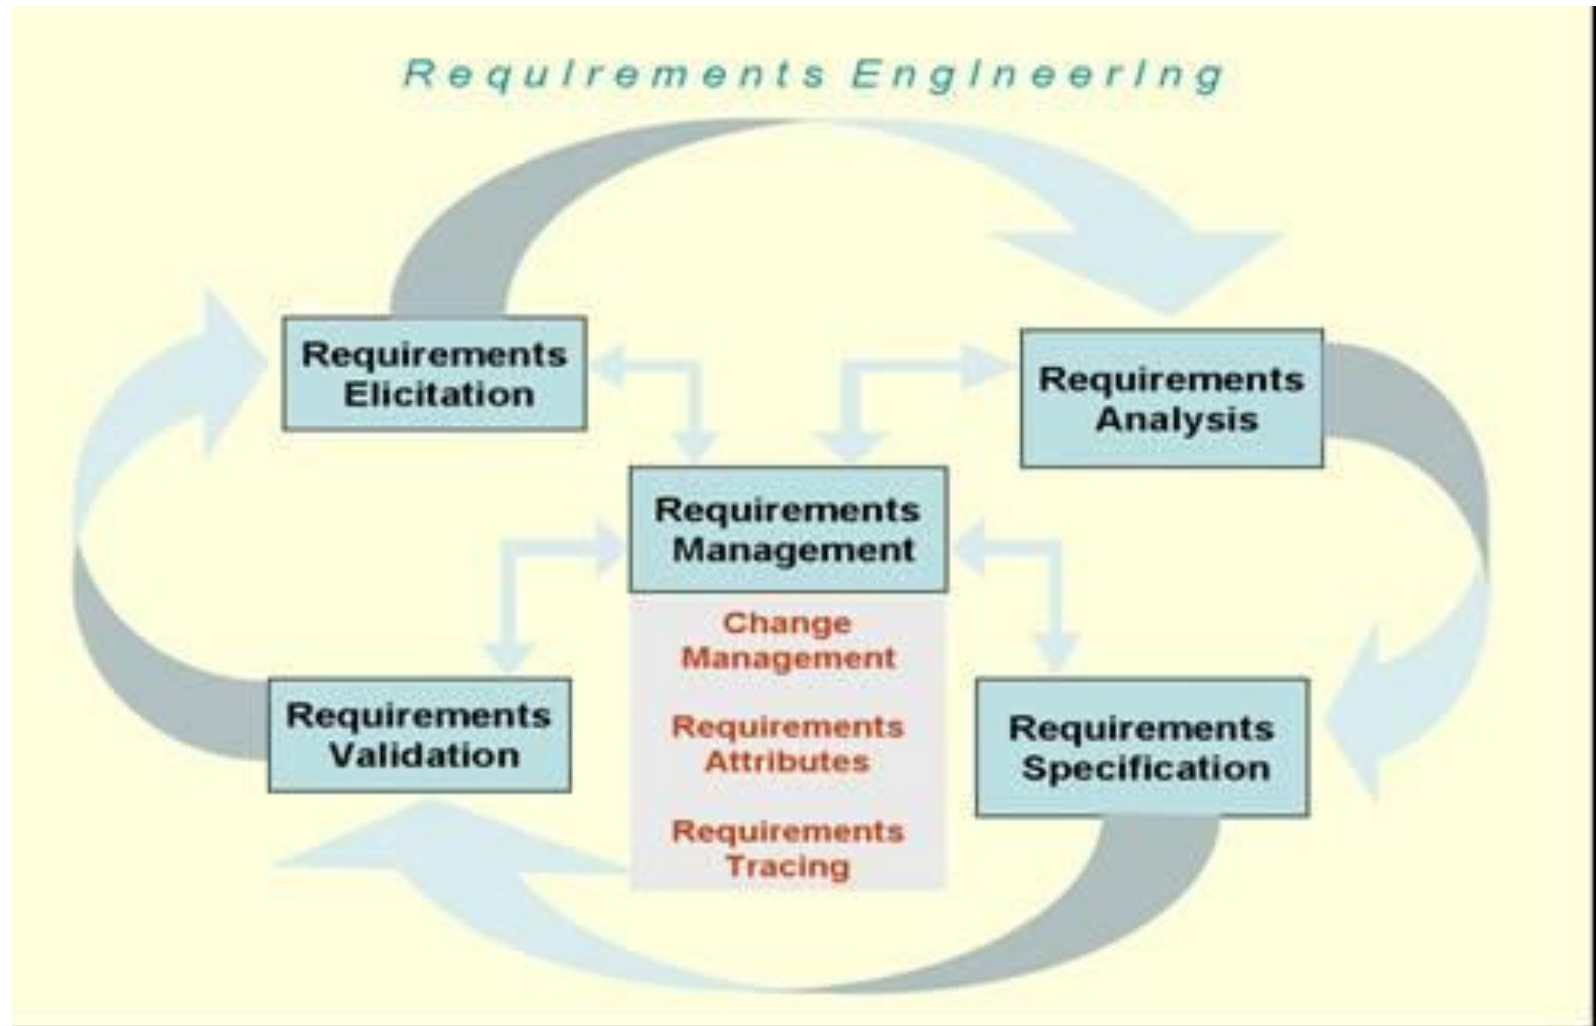 Requirements Engineering
Requirements
Elicitation
Requirements
Analysis
Requirements
Management
Change
Management
Requirements
Attributes
Requirements
Tracing
Requirements
Validation
Requirements
Specification